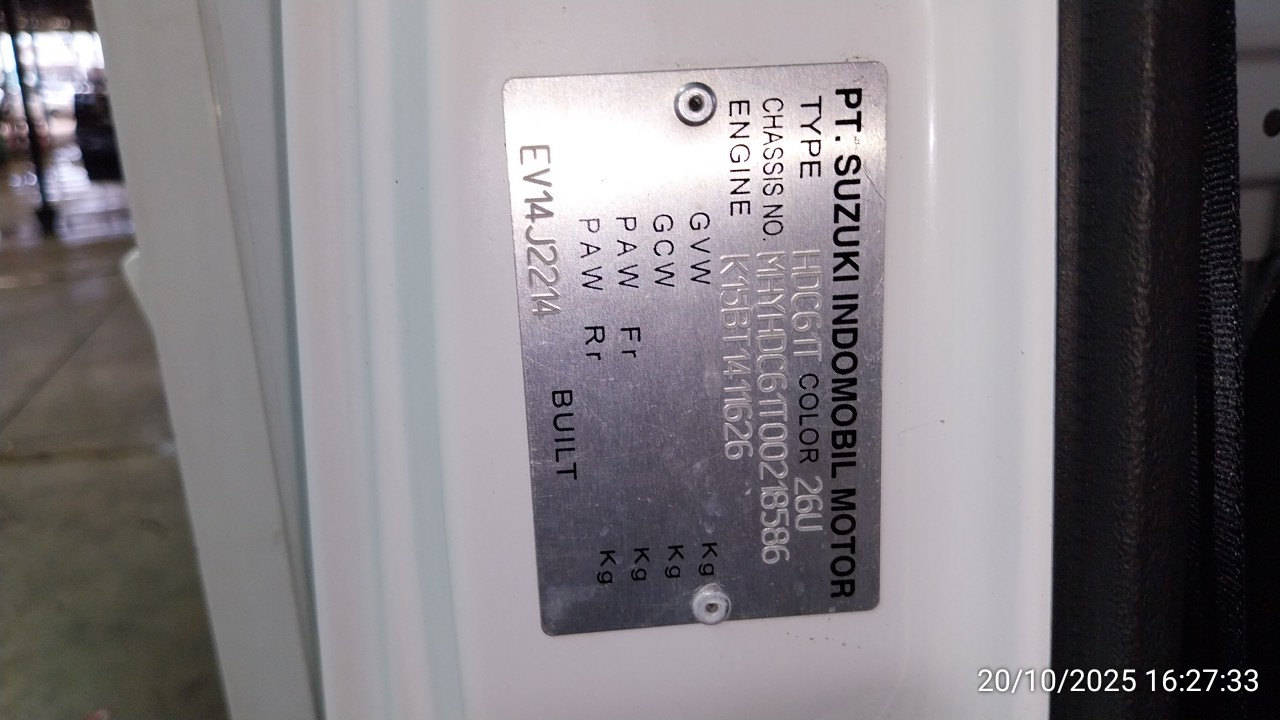 PT. SUZUKI INDOMOBIL MOTOR
TYPE HDC61T COLOR 26U
CHASSIS NO. MHYHDC61TT00218586
ENGINE K15BT1411626
GVW Kg
GCW Kg
PAW Fr Kg
PAW Rr Kg
BUILT
EV14J2214
20/10/2025 16:27:33